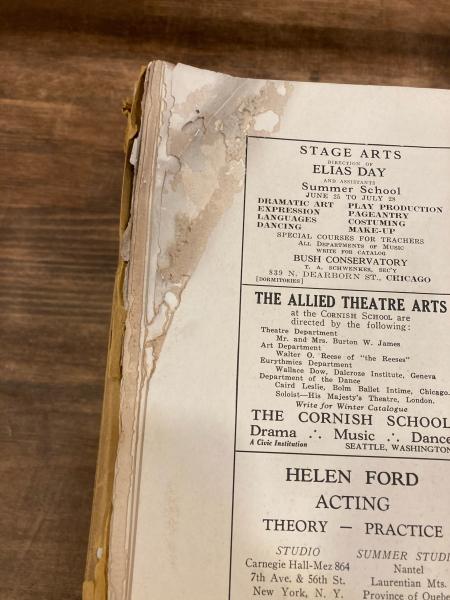 STAGE ARTS
DIRECTION OF
ELIAS DAY
AND ASSISTANTS
Summer School
JUNE 25 TO JULY 28
DRAMATIC ART PLAY PRODUCTION
EXPRESSION PAGEANTRY
LANGUAGES COSTUMING
DANCING MAKE-UP
SPECIAL COURSES FOR TEACHERS
ALL DEPARTMENTS OF MUSIC
WRITE FOR CATALOG
BUSH CONSERVATORY
T. A. SCHWENKER, SEC'Y
839 N. DEARBORN ST., CHICAGO
[DORMITORIES]
THE ALLIED THEATRE ARTS
at the CORNISH SCHOOL are
directed by the following:
Theatre Department
Mr. and Mrs. Burton W. James
Art Department
Walter O. Reese of "the Reeses"
Eurythmics Department
Wallace Dow, Dalcroze Institute, Geneva
Department of the Dance
Caird Leslie, Bolm Ballet Intime, Chicago.
Soloist—His Majesty's Theatre, London.
Write for Winter Catalogue
THE CORNISH SCHOOL
Drama ∴ Music ∴ Dance
A Civic Institution SEATTLE, WASHINGTON
HELEN FORD
ACTING
THEORY — PRACTICE
STUDIO SUMMER STUDI
Carnegie Hall-Mez 864 Nantel
7th Ave. & 56th St. Laurentian Mts.
New York, N. Y. Province of Quebe